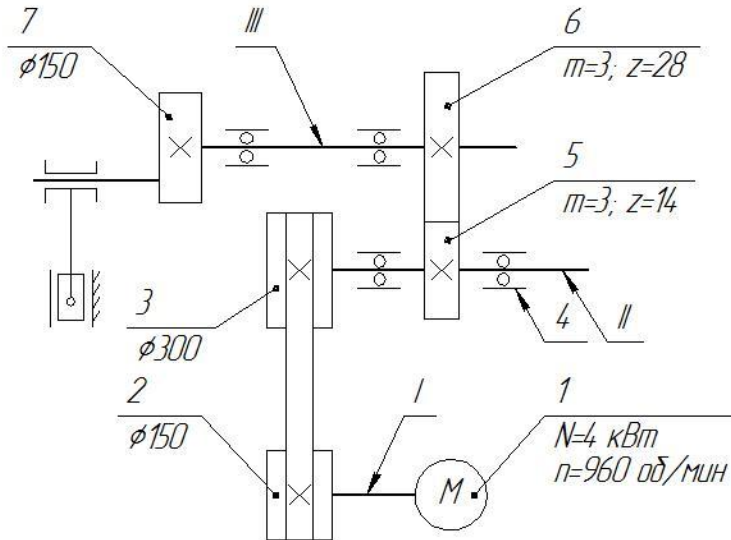 7
ϕ150
III
6
m=3; z=28
5
m=3; z=14
3
ϕ300
4
II
2
ϕ150
I
1
N=4 кВт
n=960 об/мин
М